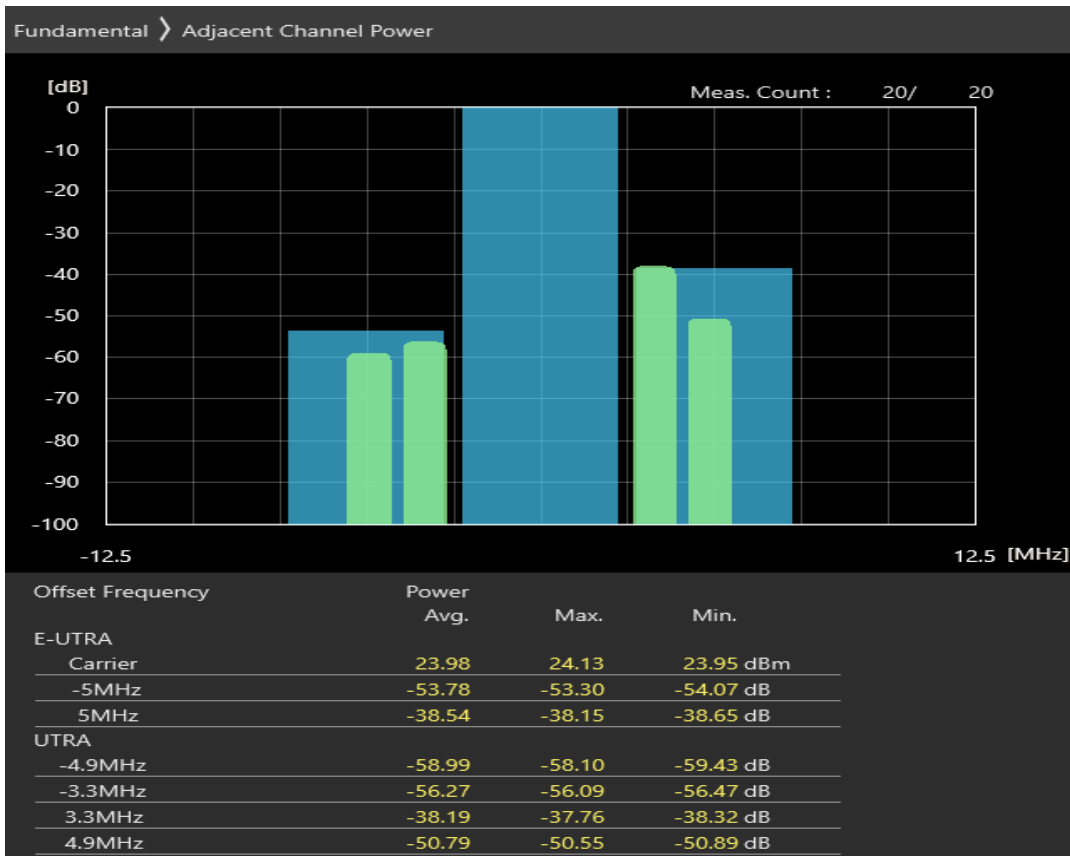 Fundamental 〉 Adjacent Channel Power
[dB]
Meas. Count : 20/ 20
0
-10
-20
-30
-40
-50
-60
-70
-80
-90
-100
-12.5 12.5 [MHz]
Offset Frequency Power
Avg. Max. Min.
E-UTRA
Carrier 23.98 24.13 23.95 dBm
-5MHz -53.78 -53.30 -54.07 dB
5MHz -38.54 -38.15 -38.65 dB
UTRA
-4.9MHz -58.99 -58.10 -59.43 dB
-3.3MHz -56.27 -56.09 -56.47 dB
3.3MHz -38.19 -37.76 -38.32 dB
4.9MHz -50.79 -50.55 -50.89 dB